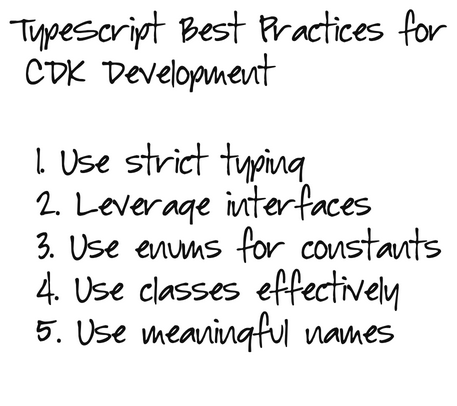 Typescript Best Practices for
CDK Development
1. Use strict typing
2. Leverage interfaces
3. Use enums for constants
4. Use classes effectively
5. Use meaningful names